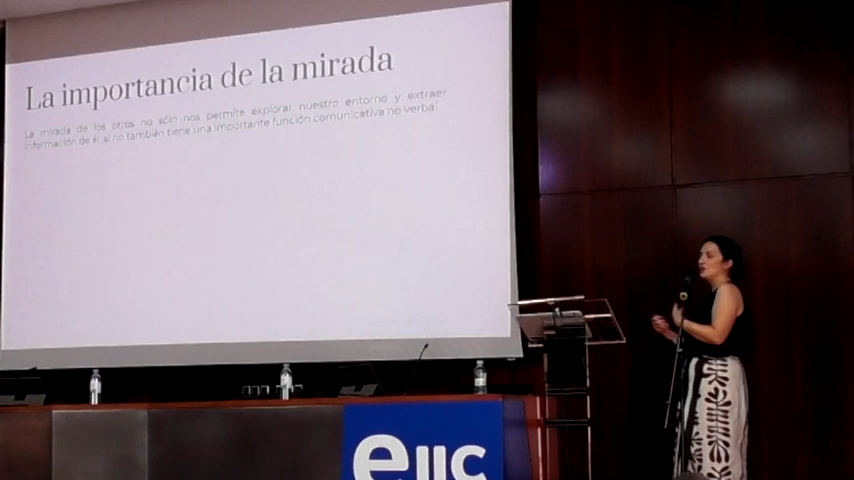 La importancia de la mirada
La mirada de los otros no sólo nos permite explorar nuestro entorno y extraer
información de él, si no también tiene una importante función comunicativa no verbal.
eiic